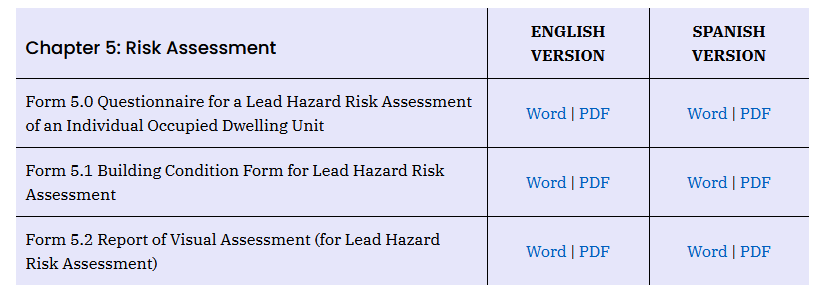 Chapter 5: Risk Assessment
ENGLISH
VERSION
SPANISH
VERSION
Form 5.0 Questionnaire for a Lead Hazard Risk Assessment
of an Individual Occupied Dwelling Unit
Word | PDF
Word | PDF
Form 5.1 Building Condition Form for Lead Hazard Risk
Assessment
Word | PDF
Word | PDF
Form 5.2 Report of Visual Assessment (for Lead Hazard
Risk Assessment)
Word | PDF
Word | PDF